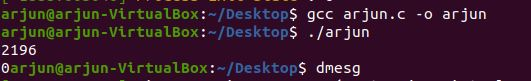 arjun@arjun-VirtualBox:~/Desktop$ gcc arjun.c -o arjun
arjun@arjun-VirtualBox:~/Desktop$ ./arjun
2196
0arjun@arjun-VirtualBox:~/Desktop$ dmesg